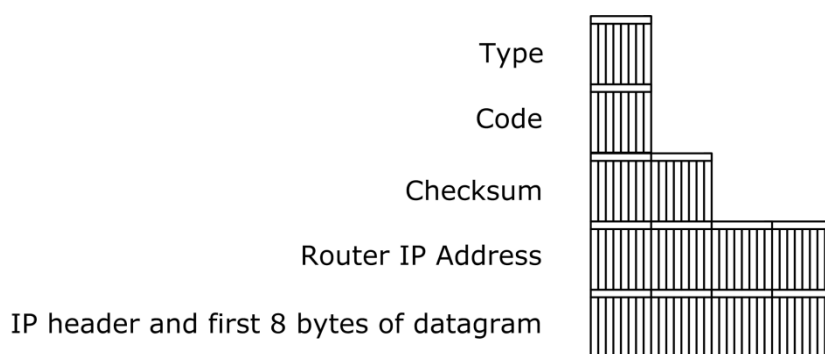 Type
Code
Checksum
Router IP Address
IP header and first 8 bytes of datagram